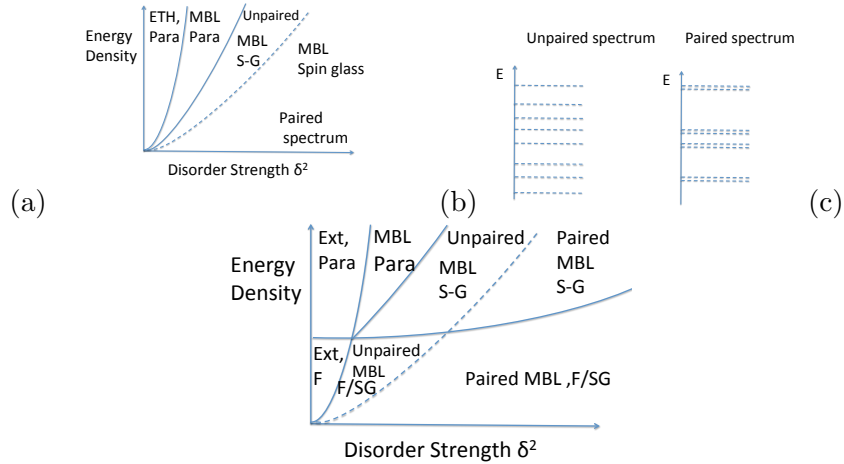 Energy
Density
ETH,
Para
MBL
Para
Unpaired
MBL
S-G
MBL
Spin glass
Paired
spectrum
Disorder Strength δ²
(a)
Unpaired spectrum
E
Paired spectrum
E
(b)
(c)
Energy
Density
Ext,
Para
MBL
Para
Unpaired
MBL
S-G
Paired
MBL
S-G
Ext,
F
Unpaired
MBL
F/SG
Paired MBL ,F/SG
Disorder Strength δ²